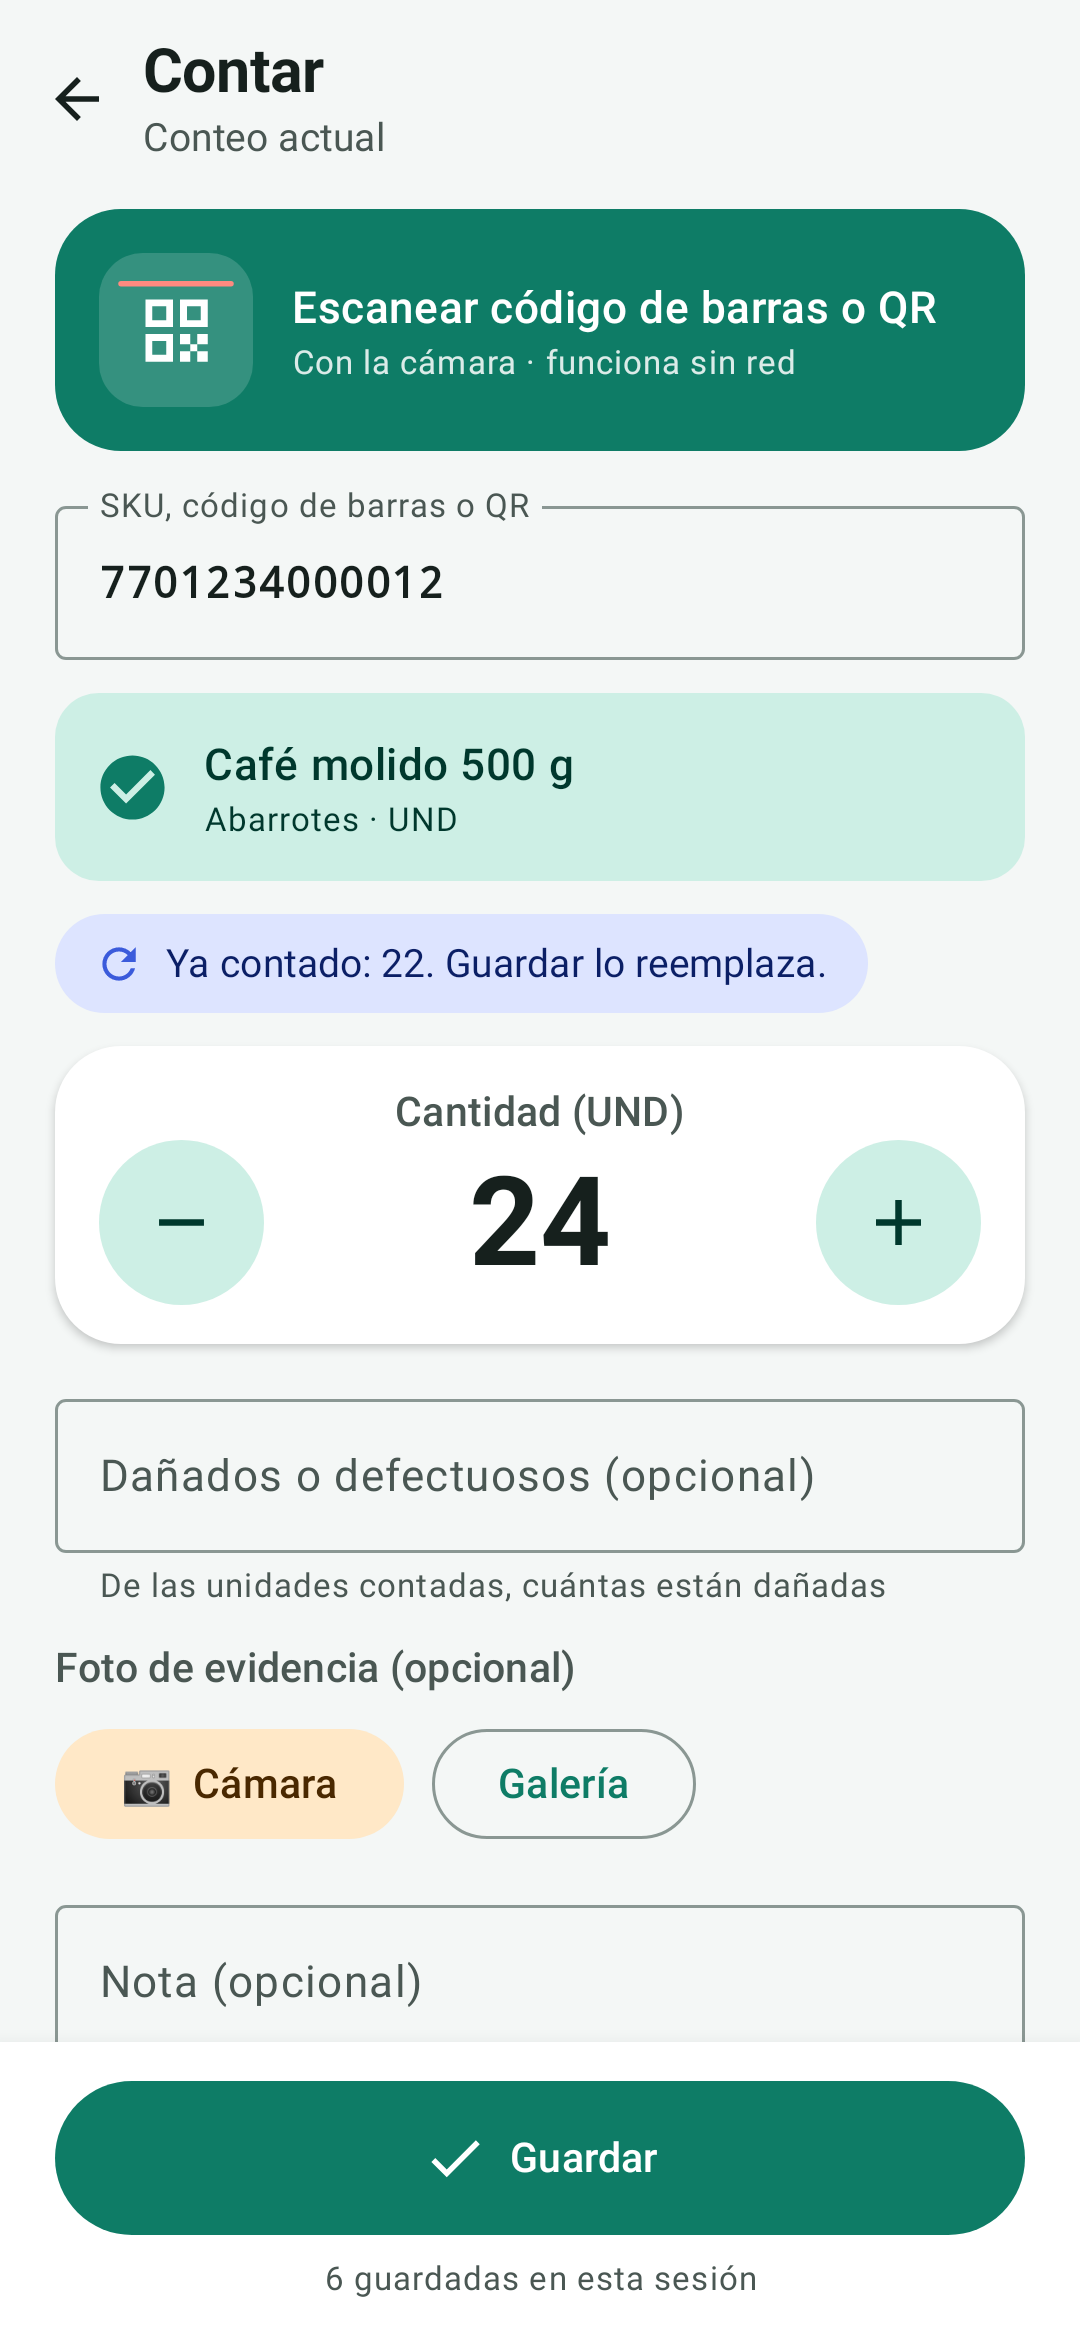 Contar
Conteo actual
Escanear código de barras o QR
Con la cámara · funciona sin red
SKU, código de barras o QR
7701234000012
Café molido 500 g
Abarrotes · UND
Ya contado: 22. Guardar lo reemplaza.
Cantidad (UND)
24
Dañados o defectuosos (opcional)
De las unidades contadas, cuántas están dañadas
Foto de evidencia (opcional)
Cámara
Galería
Nota (opcional)
Guardar
6 guardadas en esta sesión